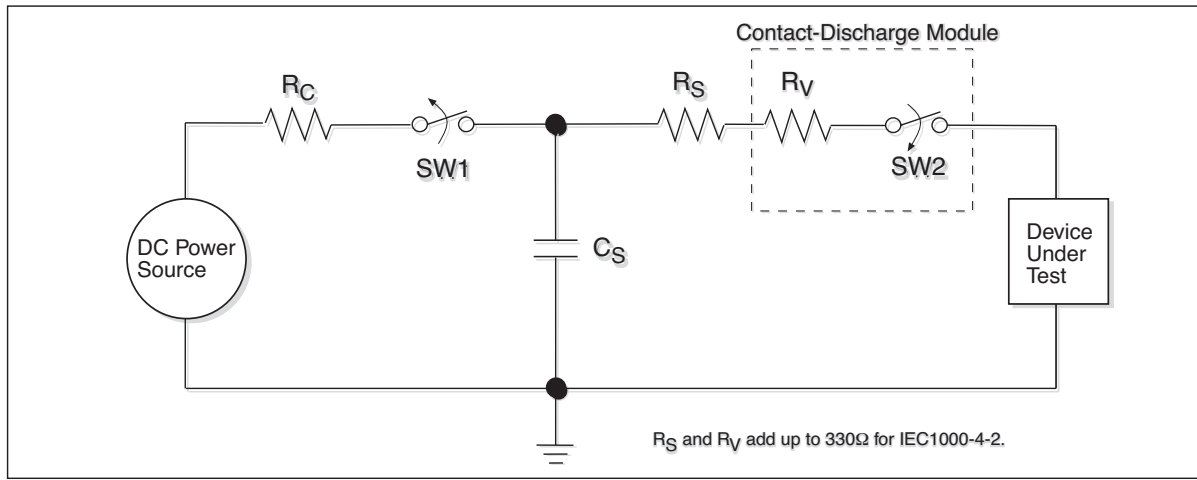 Contact-Discharge Module
RC
RS
RV
SW1
SW2
DC Power
Source
CS
Device
Under
Test
RS and RV add up to 330Ω for IEC1000-4-2.